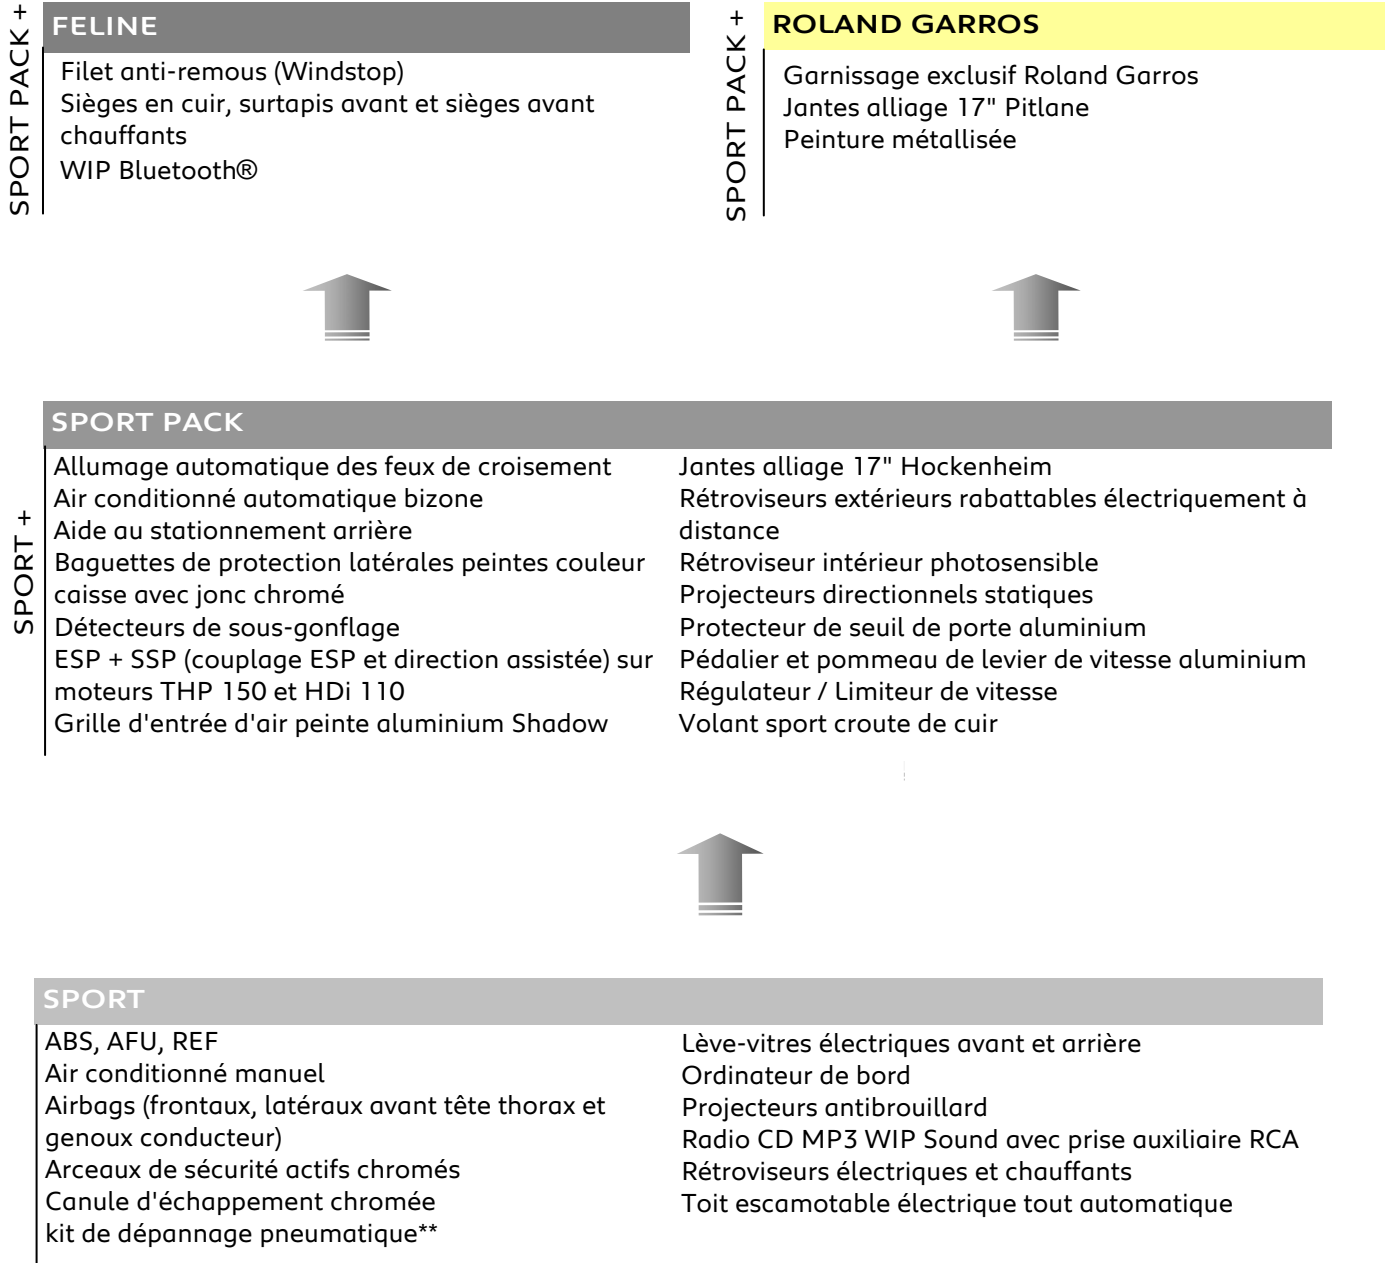 SPORT PACK +
FELINE
Filet anti-remous (Windstop)
Sièges en cuir, surtapis avant et sièges avant
chauffants
WIP Bluetooth®
SPORT PACK +
ROLAND GARROS
Garnissage exclusif Roland Garros
Jantes alliage 17" Pitlane
Peinture métallisée
SPORT +
SPORT PACK
Allumage automatique des feux de croisement
Air conditionné automatique bizone
Aide au stationnement arrière
Baguettes de protection latérales peintes couleur
caisse avec jonc chromé
Détecteurs de sous-gonflage
ESP + SSP (couplage ESP et direction assistée) sur
moteurs THP 150 et HDi 110
Grille d'entrée d'air peinte aluminium Shadow
Jantes alliage 17" Hockenheim
Rétroviseurs extérieurs rabattables électriquement à
distance
Rétroviseur intérieur photosensible
Projecteurs directionnels statiques
Protecteur de seuil de porte aluminium
Pédalier et pommeau de levier de vitesse aluminium
Régulateur / Limiteur de vitesse
Volant sport croute de cuir
SPORT
ABS, AFU, REF
Air conditionné manuel
Airbags (frontaux, latéraux avant tête thorax et
genoux conducteur)
Arceaux de sécurité actifs chromés
Canule d'échappement chromée
kit de dépannage pneumatique**
Lève-vitres électriques avant et arrière
Ordinateur de bord
Projecteurs antibrouillard
Radio CD MP3 WIP Sound avec prise auxiliaire RCA
Rétroviseurs électriques et chauffants
Toit escamotable électrique tout automatique